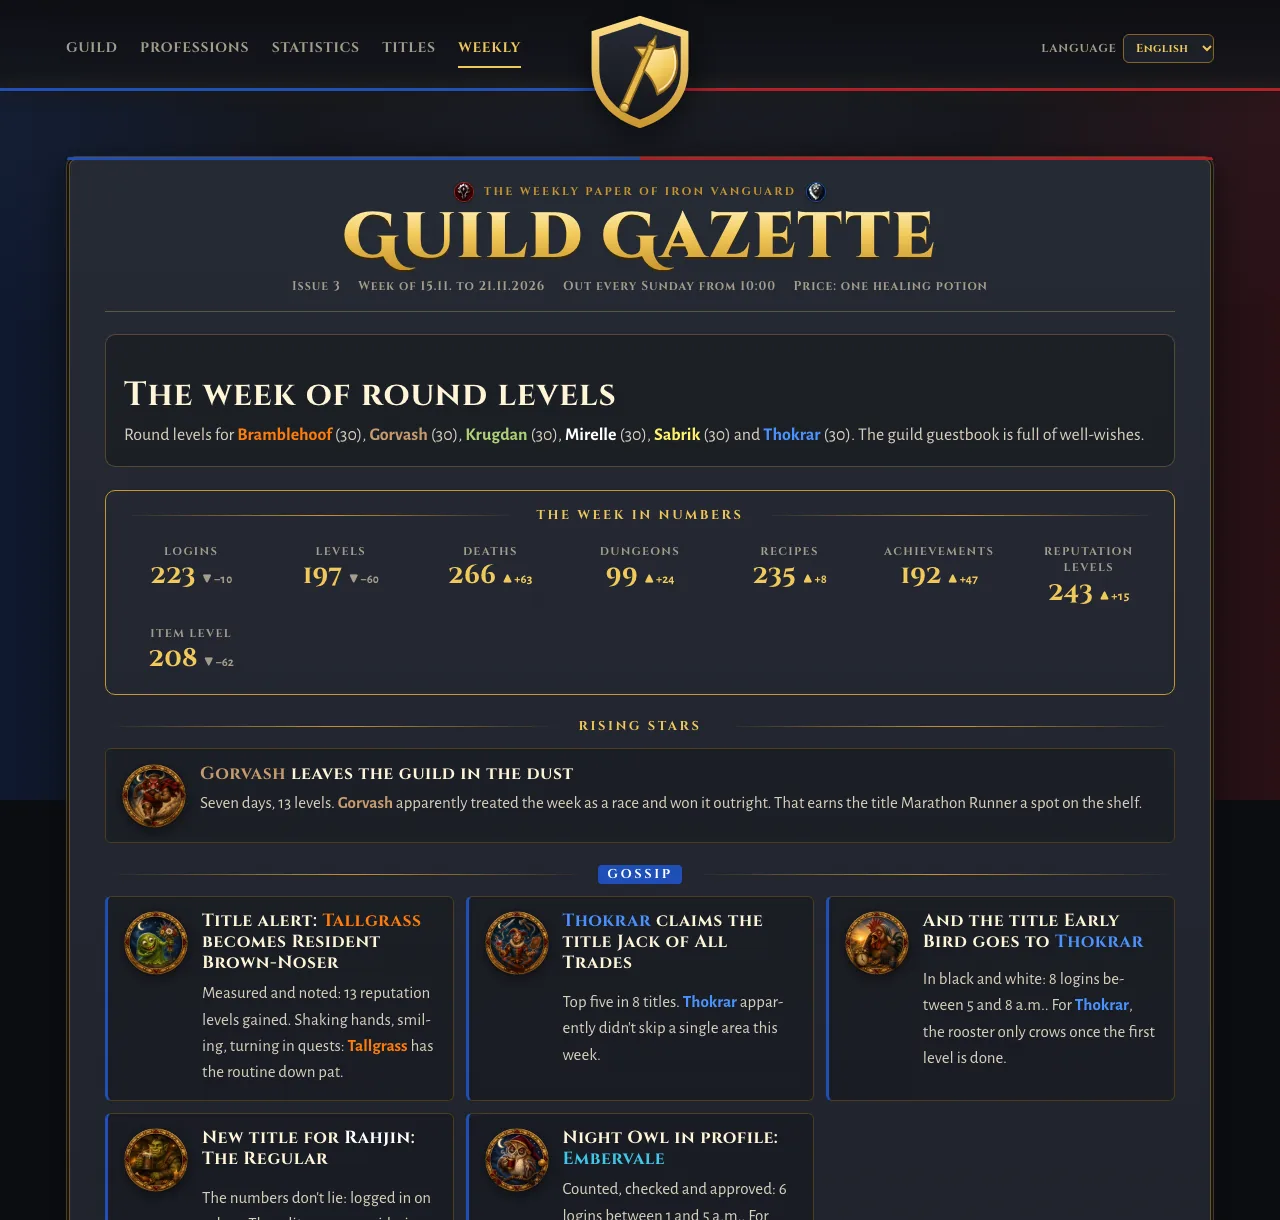 GUILD PROFESSIONS STATISTICS TITLES WEEKLY
LANGUAGE English
THE WEEKLY PAPER OF IRON VANGUARD
GUILD GAZETTE
Issue 3 Week of 15.11. to 21.11.2026 Out every Sunday from 10:00 Price: one healing potion
The week of round levels
Round levels for Bramblehoof (30), Gorvash (30), Krugdan (30), Mirelle (30), Sabrik (30) and Thokrar (30). The guild guestbook is full of well-wishes.
THE WEEK IN NUMBERS
LOGINS
223 ▼−10
LEVELS
197 ▼−60
DEATHS
266 ▲+63
DUNGEONS
99 ▲+24
RECIPES
235 ▲+8
ACHIEVEMENTS
192 ▲+47
REPUTATION
LEVELS
243 ▲+15
ITEM LEVEL
208 ▼−62
RISING STARS
Gorvash leaves the guild in the dust
Seven days, 13 levels. Gorvash apparently treated the week as a race and won it outright. That earns the title Marathon Runner a spot on the shelf.
GOSSIP
Title alert: Tallgrass
becomes Resident
Brown-Noser
Measured and noted: 13 reputation
levels gained. Shaking hands, smil-
ing, turning in quests: Tallgrass has
the routine down pat.
Thokrar claims the
title Jack of All
Trades
Top five in 8 titles. Thokrar appar-
ently didn't skip a single area this
week.
And the title Early
Bird goes to Thokrar
In black and white: 8 logins be-
tween 5 and 8 a.m.. For Thokrar,
the rooster only crows once the first
level is done.
New title for Rahjin:
The Regular
The numbers don't lie: logged in on
Night Owl in profile:
Embervale
Counted, checked and approved: 6
logins between 1 and 5 a.m.. For